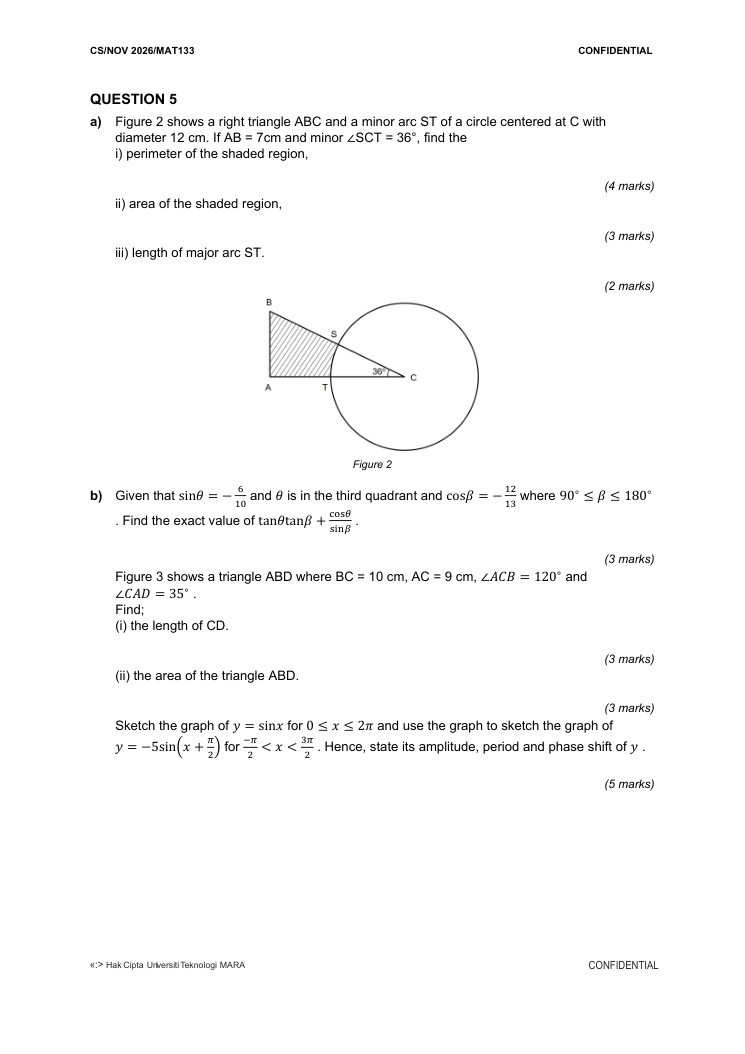 CS/NOV 2026/MAT133
CONFIDENTIAL
QUESTION 5
a) Figure 2 shows a right triangle ABC and a minor arc ST of a circle centered at C with
diameter 12 cm. If AB = 7cm and minor ∠SCT = 36°, find the
i) perimeter of the shaded region,
(4 marks)
ii) area of the shaded region,
(3 marks)
iii) length of major arc ST.
(2 marks)
B
S
36°
C
A
T
Figure 2
b) Given that sinθ = −6/10 and θ is in the third quadrant and cosβ = −12/13 where 90° ≤ β ≤ 180°
. Find the exact value of tanθtanβ + cosθ/sinβ .
(3 marks)
Figure 3 shows a triangle ABD where BC = 10 cm, AC = 9 cm, ∠ACB = 120° and
∠CAD = 35° .
Find;
(i) the length of CD.
(3 marks)
(ii) the area of the triangle ABD.
(3 marks)
Sketch the graph of y = sinx for 0 ≤ x ≤ 2π and use the graph to sketch the graph of
y = −5sin(x + π/2) for −π/2 < x < 3π/2 . Hence, state its amplitude, period and phase shift of y .
(5 marks)
«:> Hak Cipta Universiti Teknologi MARA
CONFIDENTIAL